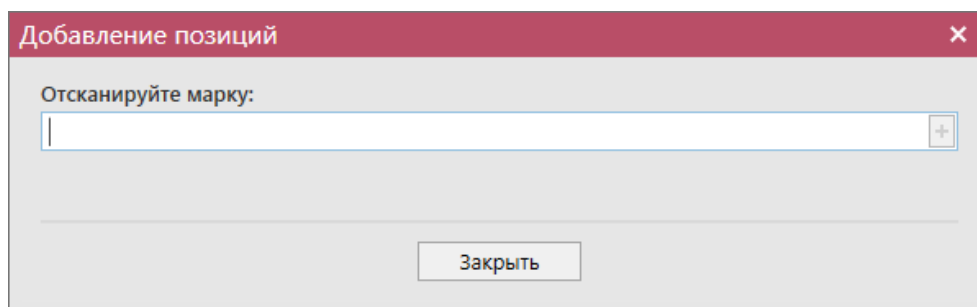 Добавление позиций
Отсканируйте марку:
Закрыть